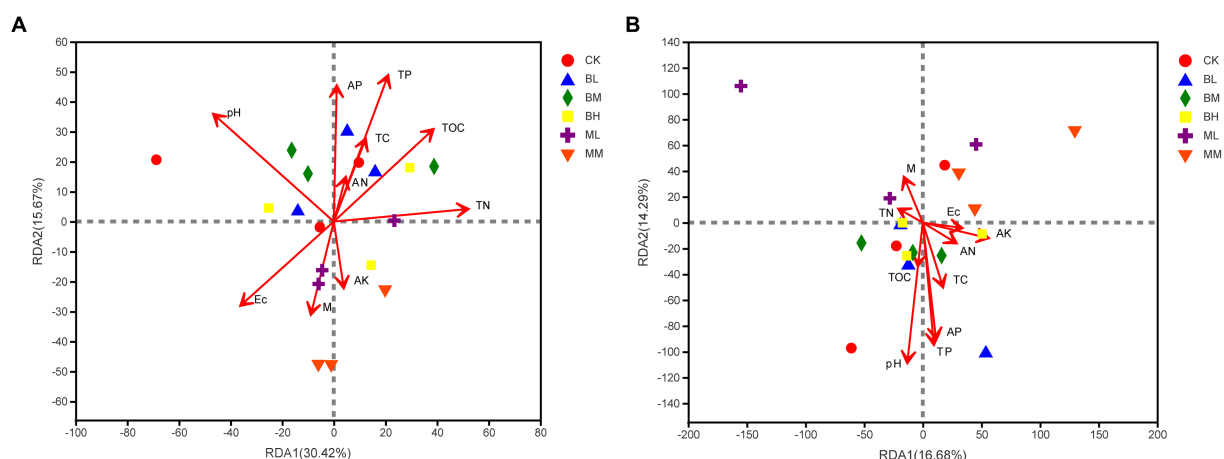 A
60
50
40
30
20
10
0
-10
-20
-30
-40
-50
-60
-100
-80
-60
-40
-20
0
20
40
60
80
RDA2(15.67%)
RDA1(30.42%)
pH
AP
TP
TC
TOC
AN
TN
Ec
M
AK
CK
BL
BM
BH
ML
MM
B
140
120
100
80
60
40
20
0
-20
-40
-60
-80
-100
-120
-140
-200
-150
-100
-50
0
50
100
150
200
RDA2(14.29%)
RDA1(16.68%)
M
TN
Ec
AK
AN
TOC
TC
AP
TP
pH
CK
BL
BM
BH
ML
MM